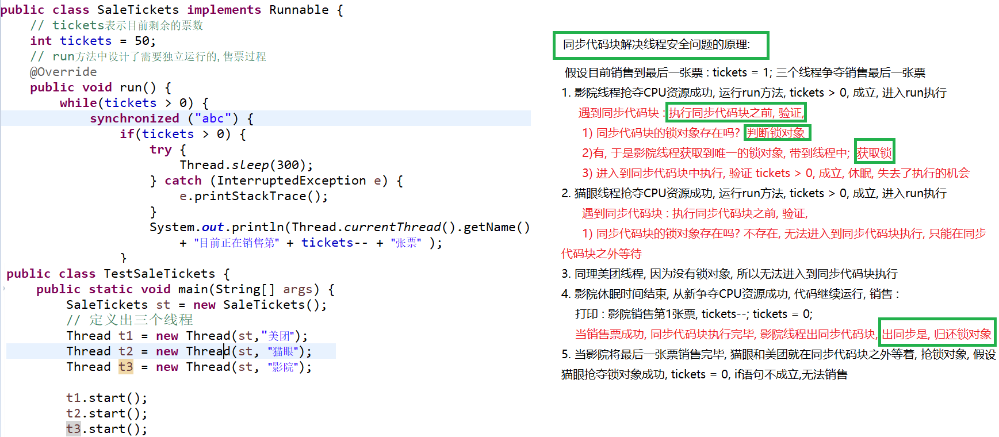 public class SaleTickets implements Runnable {
// tickets表示目前剩余的票数
int tickets = 50;
// run方法中设计了需要独立运行的,售票过程
@Override
public void run() {
while(tickets > 0) {
synchronized ("abc") {
if(tickets > 0) {
try {
Thread.sleep(300);
} catch (InterruptedException e) {
e.printStackTrace();
}
System.out.println(Thread.currentThread().getName()
+ "目前正在销售第" + tickets-- + "张票" );
}
public class TestSaleTickets {
public static void main(String[] args) {
SaleTickets st = new SaleTickets();
// 定义出三个线程
Thread t1 = new Thread(st,"美团");
Thread t2 = new Thread(st, "猫眼");
Thread t3 = new Thread(st, "影院");
t1.start();
t2.start();
t3.start();
同步代码块解决线程安全问题的原理:
假设目前销售到最后一张票 : tickets = 1; 三个线程争夺销售最后一张票
1. 影院线程抢夺CPU资源成功, 运行run方法, tickets > 0, 成立, 进入run执行
遇到同步代码块 : 执行同步代码块之前, 验证,
1) 同步代码块的锁对象存在吗? 判断锁对象
2)有, 于是影院线程获取到唯一的锁对象, 带到线程中; 获取锁
3) 进入到同步代码块中执行, 验证 tickets > 0, 成立, 休眠, 失去了执行的机会
2. 猫眼线程抢夺CPU资源成功, 运行run方法, tickets > 0, 成立, 进入run执行
遇到同步代码块 : 执行同步代码块之前, 验证,
1) 同步代码块的锁对象存在吗? 不存在, 无法进入到同步代码块执行, 只能在同步
代码块之外等待
3. 同理美团线程, 因为没有锁对象, 所以无法进入到同步代码块执行
4. 影院休眠时间结束, 从新争夺CPU资源成功, 代码继续运行, 销售 :
打印 : 影院销售第1张票, tickets--; tickets = 0;
当销售票成功, 同步代码块执行完毕, 影院线程出同步代码块, 出同步是, 归还锁对象
5. 当影院将最后一张票销售完毕, 猫眼和美团就在同步代码块之外等着, 抢锁对象, 假设
猫眼抢夺锁对象成功, tickets = 0, if语句不成立,无法销售